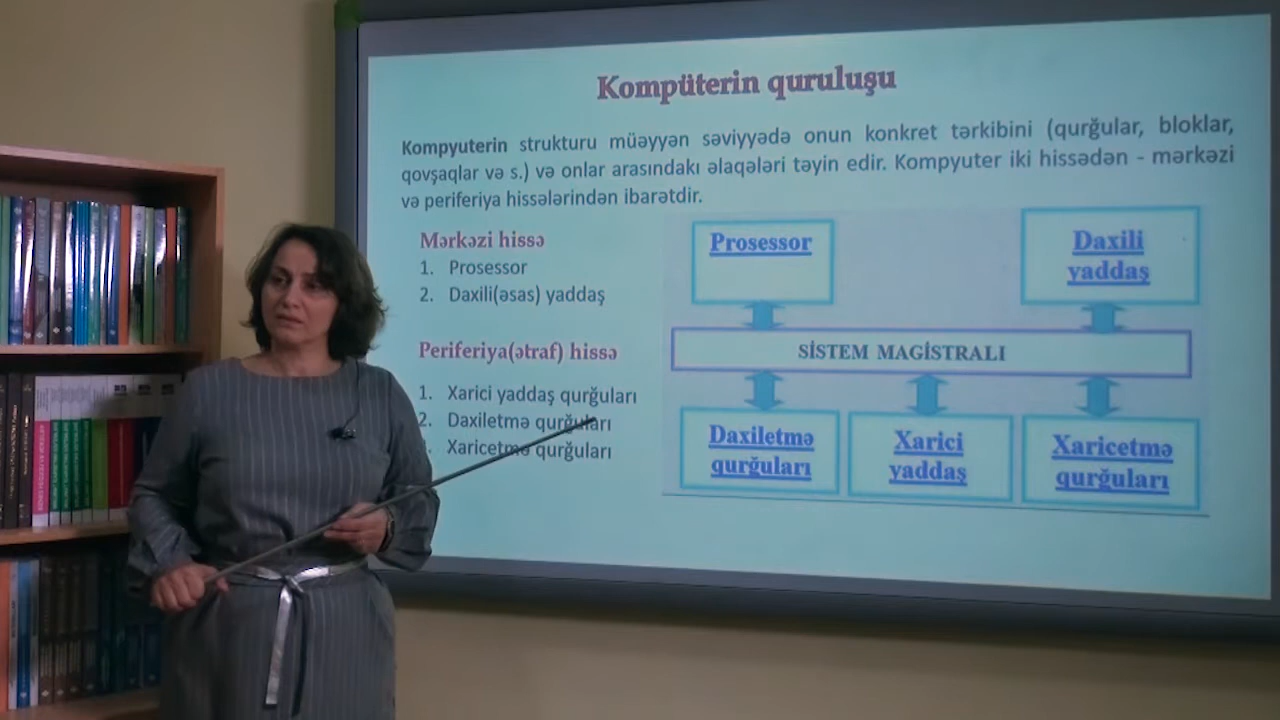 Kompüterin quruluşu
Kompyuterin strukturu müəyyən səviyyədə onun konkret tərkibini (qurğular, bloklar,
qovşaqlar və s.) və onlar arasındakı əlaqələri təyin edir. Kompyuter iki hissədən - mərkəzi
və periferiya hissələrindən ibarətdir.
Mərkəzi hissə
1. Prosessor
2. Daxili(əsas) yaddaş
Periferiya(ətraf) hissə
1. Xarici yaddaş qurğuları
2. Daxiletmə qurğuları
Xaricetmə qurğuları
Prosessor
Daxili
yaddaş
SİSTEM MAGİSTRALI
Daxiletmə
qurğuları
Xarici
yaddaş
Xaricetmə
qurğuları